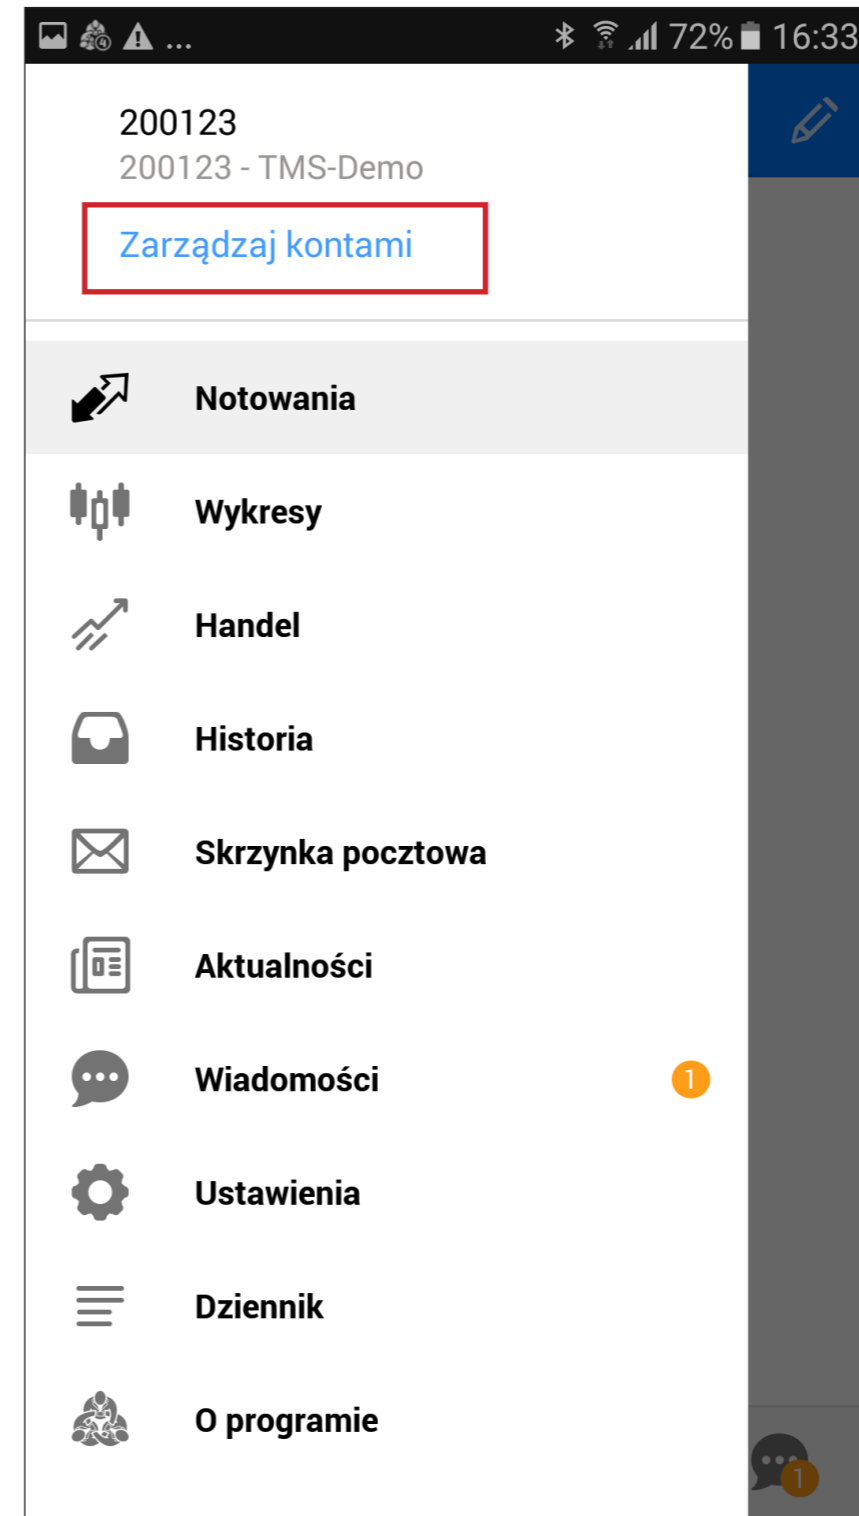 ... 72% 16:33
200123
200123 - TMS-Demo
Zarządzaj kontami
Notowania
Wykresy
Handel
Historia
Skrzynka pocztowa
Aktualności
Wiadomości 1
Ustawienia
Dziennik
O programie
1